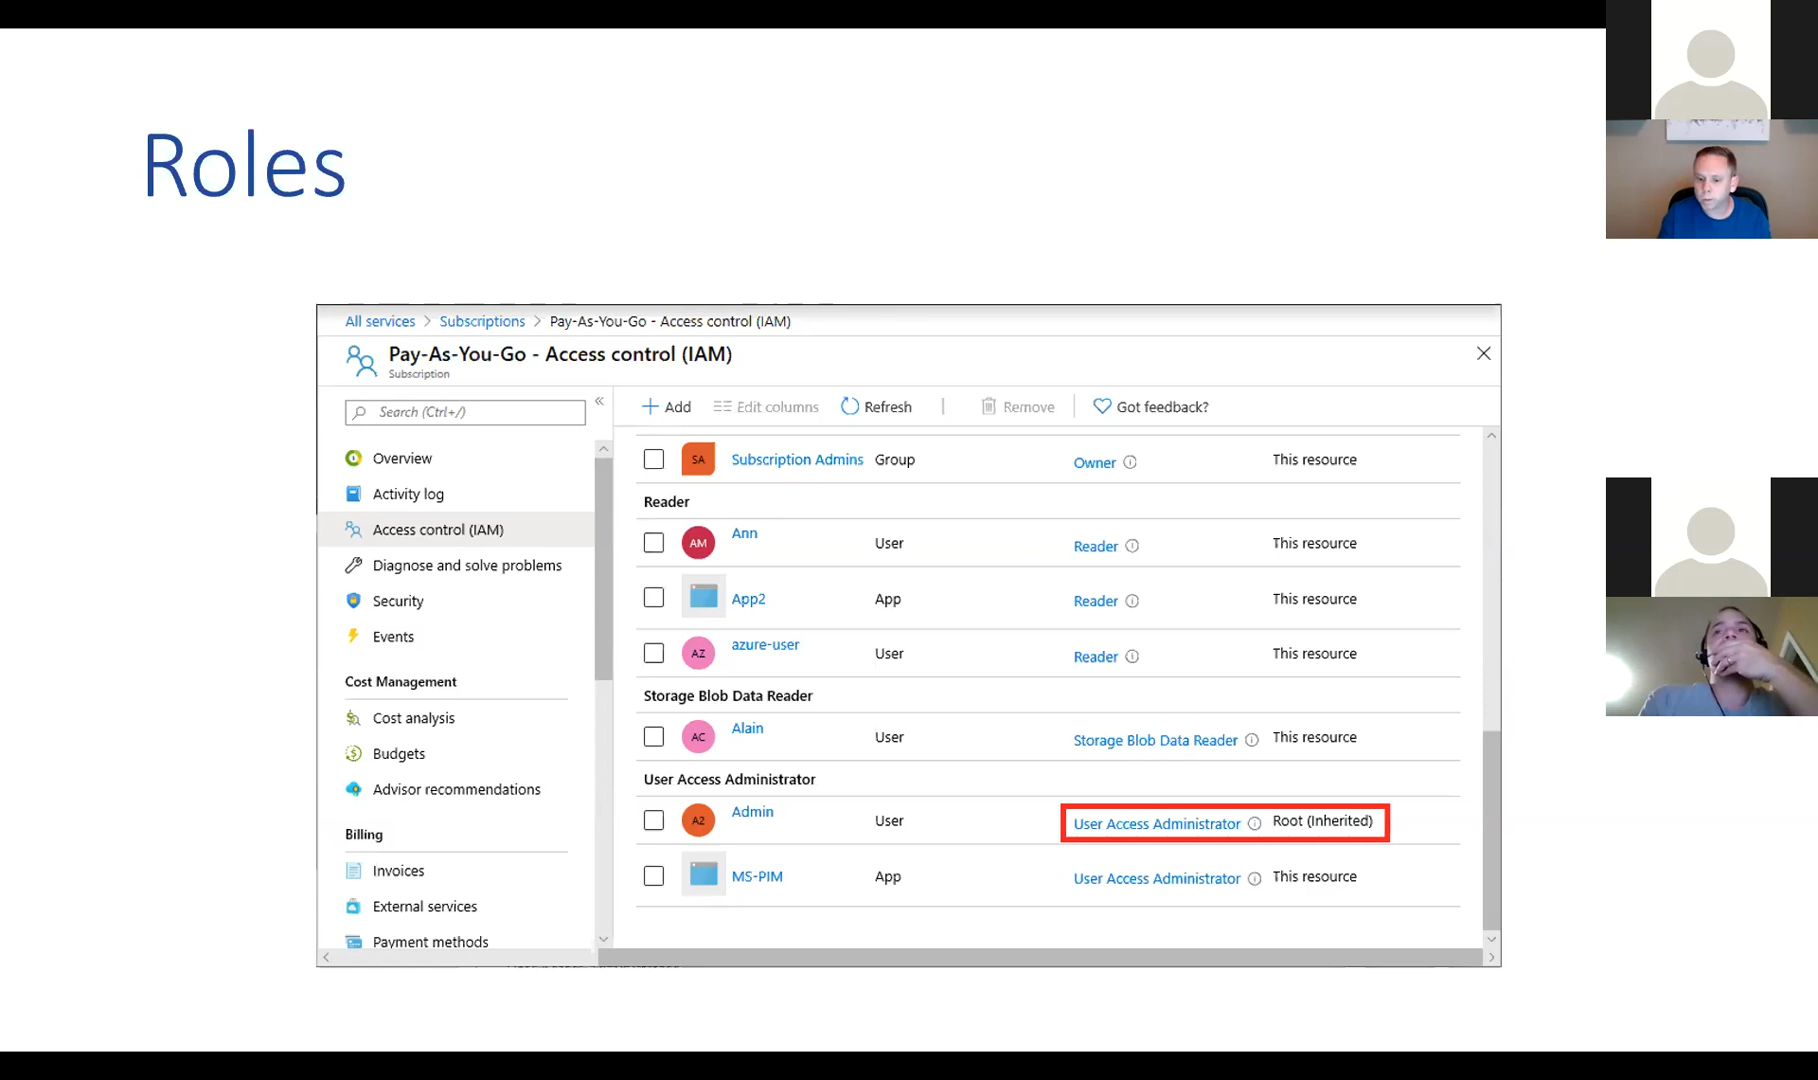 Roles
All services > Subscriptions > Pay-As-You-Go - Access control (IAM)
Pay-As-You-Go - Access control (IAM)
Subscription
Search (Ctrl+/)
«
Overview
Activity log
Access control (IAM)
Diagnose and solve problems
Security
Events
Cost Management
Cost analysis
Budgets
Advisor recommendations
Billing
Invoices
External services
Payment methods
Add Edit columns Refresh | Remove Got feedback?
SA Subscription Admins Group Owner This resource
Reader
AM Ann User Reader This resource
App2 App Reader This resource
AZ azure-user User Reader This resource
Storage Blob Data Reader
AC Alain User Storage Blob Data Reader This resource
User Access Administrator
A2 Admin User User Access Administrator Root (Inherited)
MS-PIM App User Access Administrator This resource